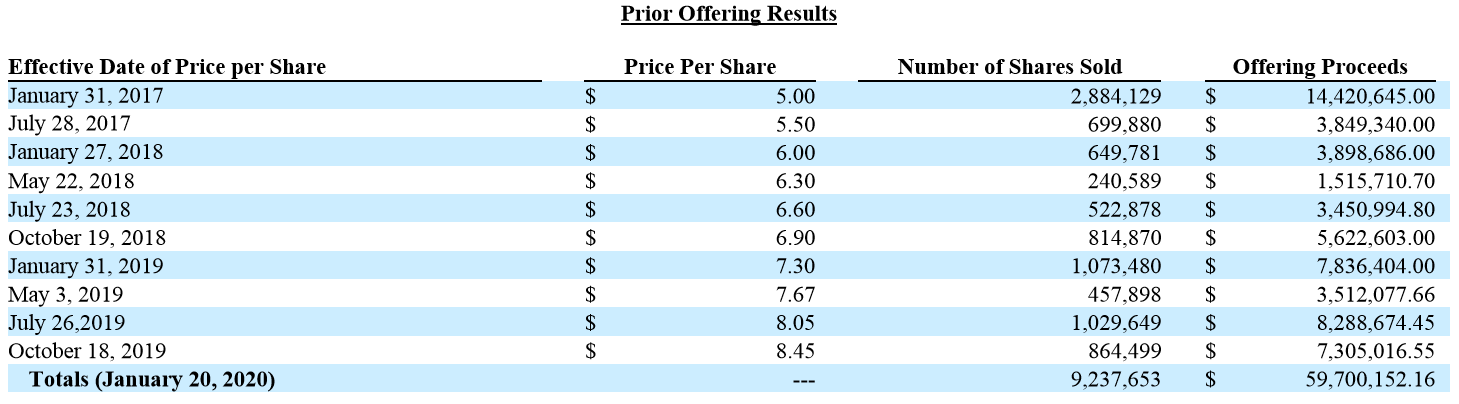 Prior Offering Results
Effective Date of Price per Share Price Per Share Number of Shares Sold Offering Proceeds
January 31, 2017 $ 5.00 2,884,129 $ 14,420,645.00
July 28, 2017 $ 5.50 699,880 $ 3,849,340.00
January 27, 2018 $ 6.00 649,781 $ 3,898,686.00
May 22, 2018 $ 6.30 240,589 $ 1,515,710.70
July 23, 2018 $ 6.60 522,878 $ 3,450,994.80
October 19, 2018 $ 6.90 814,870 $ 5,622,603.00
January 31, 2019 $ 7.30 1,073,480 $ 7,836,404.00
May 3, 2019 $ 7.67 457,898 $ 3,512,077.66
July 26,2019 $ 8.05 1,029,649 $ 8,288,674.45
October 18, 2019 $ 8.45 864,499 $ 7,305,016.55
Totals (January 20, 2020) --- 9,237,653 $ 59,700,152.16